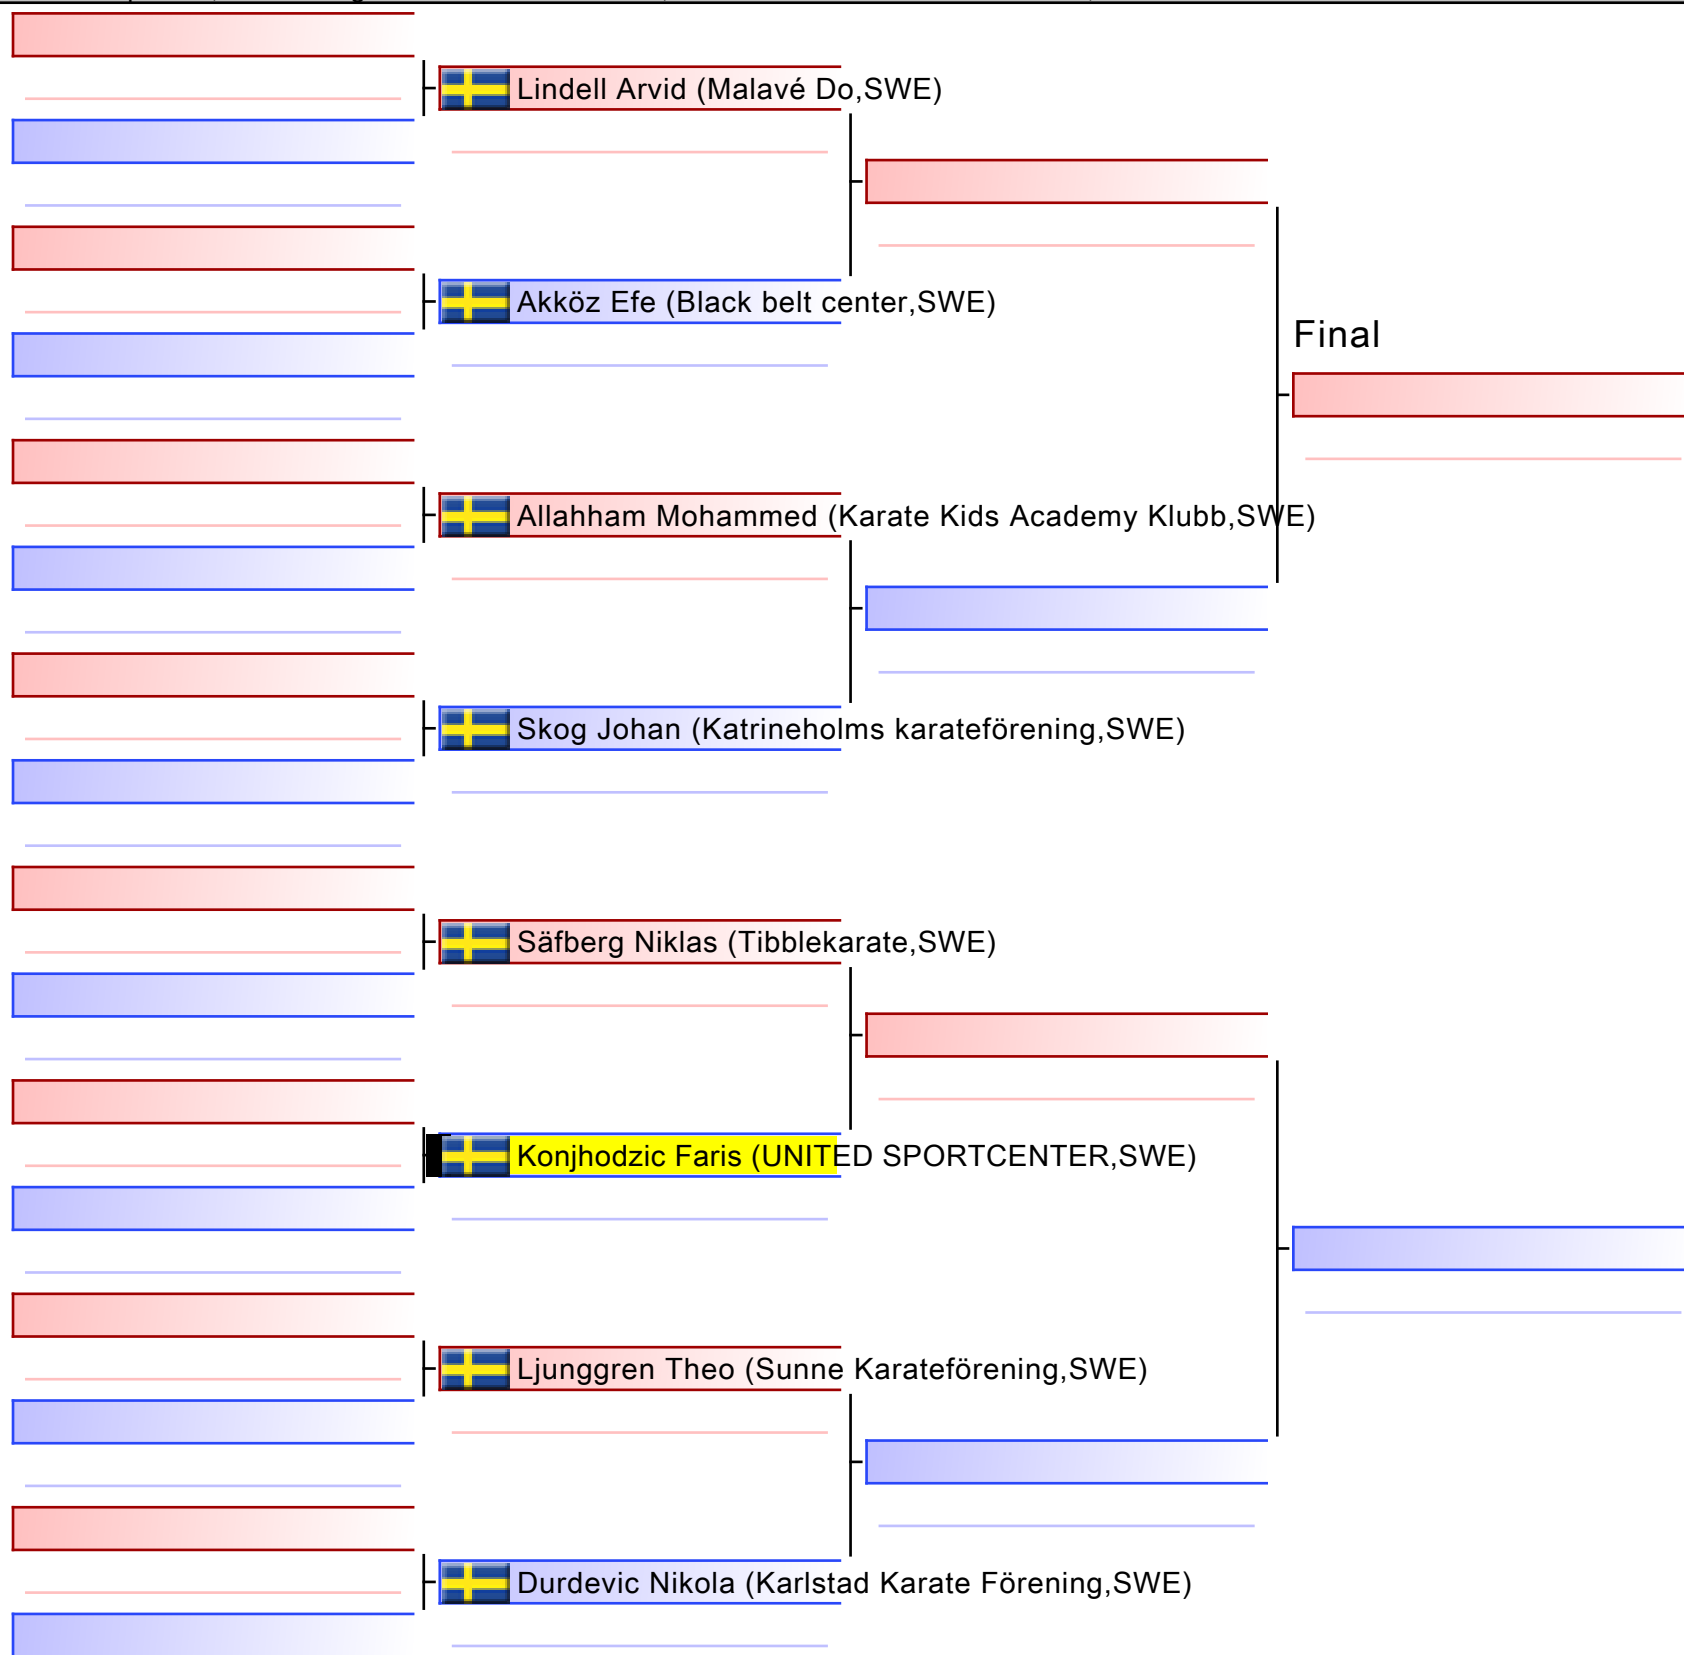 Lindell Arvid (Malavé Do,SWE)
Akköz Efe (Black belt center,SWE)
Final
Allahham Mohammed (Karate Kids Academy Klubb,SWE)
Skog Johan (Katrineholms karateförening,SWE)
Säfberg Niklas (Tibblekarate,SWE)
Konjhodzic Faris (UNITED SPORTCENTER,SWE)
Ljunggren Theo (Sunne Karateförening,SWE)
Durdevic Nikola (Karlstad Karate Förening,SWE)